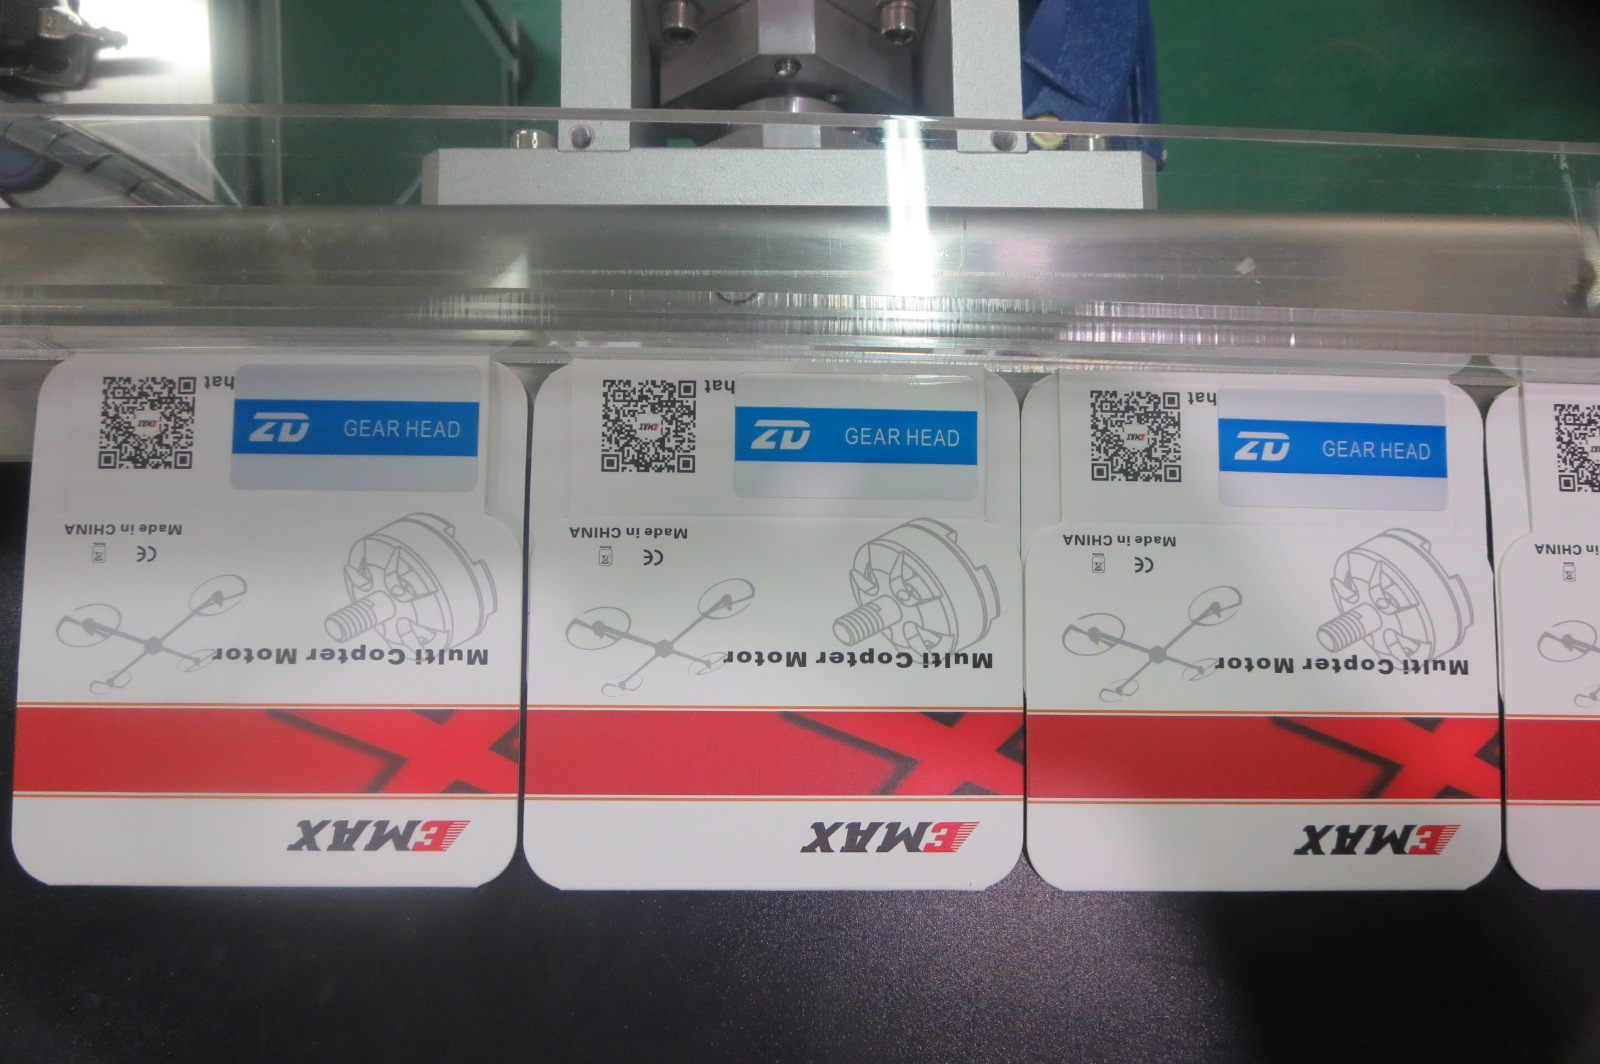 hat
ZD GEAR HEAD
Made in CHINA
CE
Multi Copter Motor
EMAX
hat
ZD GEAR HEAD
Made in CHINA
CE
Multi Copter Motor
EMAX
hat
ZD GEAR HEAD
Made in CHINA
CE
Multi Copter Motor
EMAX
Made in CHINA